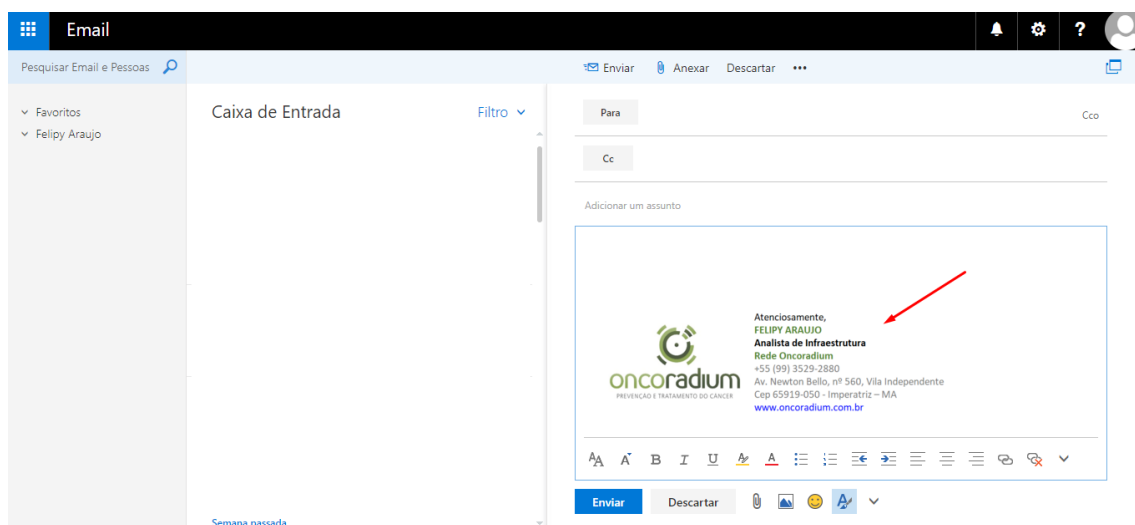 Email
?
Pesquisar Email e Pessoas
Enviar Anexar Descartar •••
Favoritos
Felipy Araujo
Caixa de Entrada
Filtro
Semana passada
Para
Cco
Cc
Adicionar um assunto
oncoradium
PREVENÇÃO E TRATAMENTO DO CÂNCER
Atenciosamente,
FELIPY ARAUJO
Analista de Infraestrutura
Rede Oncoradium
+55 (99) 3529-2880
Av. Newton Bello, nº 560, Vila Independente
Cep 65919-050 - Imperatriz – MA
www.oncoradium.com.br
Enviar Descartar